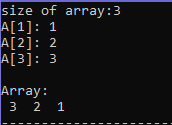 size of array:3
A[1]: 1
A[2]: 2
A[3]: 3
Array:
3 2 1
--------------------------------